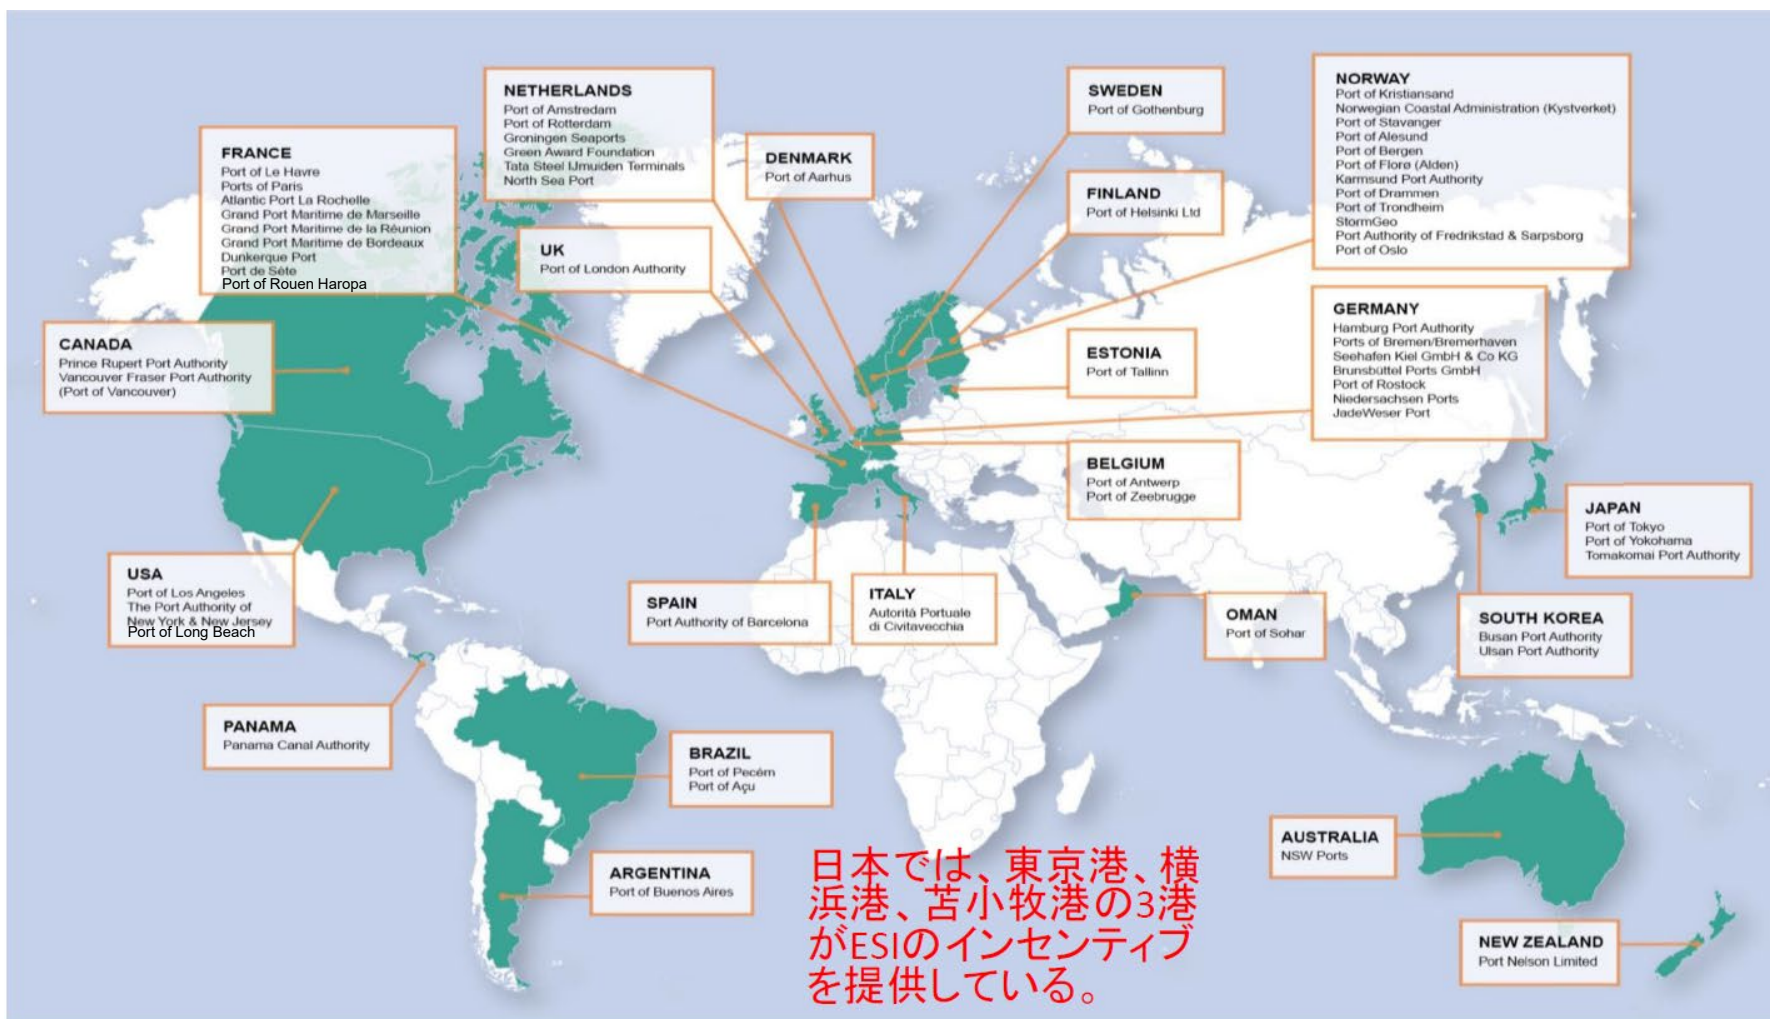 NETHERLANDS
Port of Amstredam
Port of Rotterdam
Groningen Seaports
Green Award Foundation
Tata Steel IJmuiden Terminals
North Sea Port
SWEDEN
Port of Gothenburg
NORWAY
Port of Kristiansand
Norwegian Coastal Administration (Kystverket)
Port of Stavanger
Port of Alesund
Port of Bergen
Port of Florø (Alden)
Karmsund Port Authority
Port of Drammen
Port of Trondheim
StormGeo
Port Authority of Fredrikstad & Sarpsborg
Port of Oslo
FRANCE
Port of Le Havre
Ports of Paris
Atlantic Port La Rochelle
Grand Port Maritime de Marseille
Grand Port Maritime de la Réunion
Grand Port Maritime de Bordeaux
Dunkerque Port
Port de Sète
Port of Rouen Haropa
DENMARK
Port of Aarhus
FINLAND
Port of Helsinki Ltd
UK
Port of London Authority
GERMANY
Hamburg Port Authority
Ports of Bremen/Bremerhaven
Seehafen Kiel GmbH & Co KG
Brunsbüttel Ports GmbH
Port of Rostock
Niedersachsen Ports
JadeWeser Port
CANADA
Prince Rupert Port Authority
Vancouver Fraser Port Authority
(Port of Vancouver)
ESTONIA
Port of Tallinn
BELGIUM
Port of Antwerp
Port of Zeebrugge
JAPAN
Port of Tokyo
Port of Yokohama
Tomakomai Port Authority
USA
Port of Los Angeles
The Port Authority of
New York & New Jersey
Port of Long Beach
SPAIN
Port Authority of Barcelona
ITALY
Autorità Portuale
di Civitavecchia
OMAN
Port of Sohar
SOUTH KOREA
Busan Port Authority
Ulsan Port Authority
PANAMA
Panama Canal Authority
BRAZIL
Port of Pecém
Port of Açu
AUSTRALIA
NSW Ports
ARGENTINA
Port of Buenos Aires
日本では、東京港、横
浜港、苫小牧港の3港
がESIのインセンティブ
を提供している。
NEW ZEALAND
Port Nelson Limited